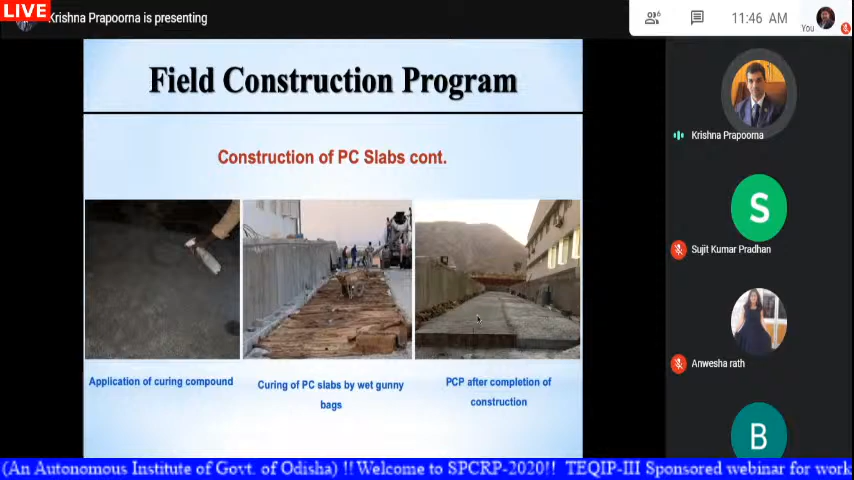 LIVE
Krishna Prapoorna is presenting
6
11:46 AM
You
Field Construction Program
Construction of PC Slabs cont.
Application of curing compound
Curing of PC slabs by wet gunny
bags
PCP after completion of
construction
Krishna Prapoorna
S
Sujit Kumar Pradhan
Anwesha rath
B
(An Autonomous Institute of Govt. of Odisha) !! Welcome to SPCRP-2020!! TEQIP-III Sponsored webinar for work